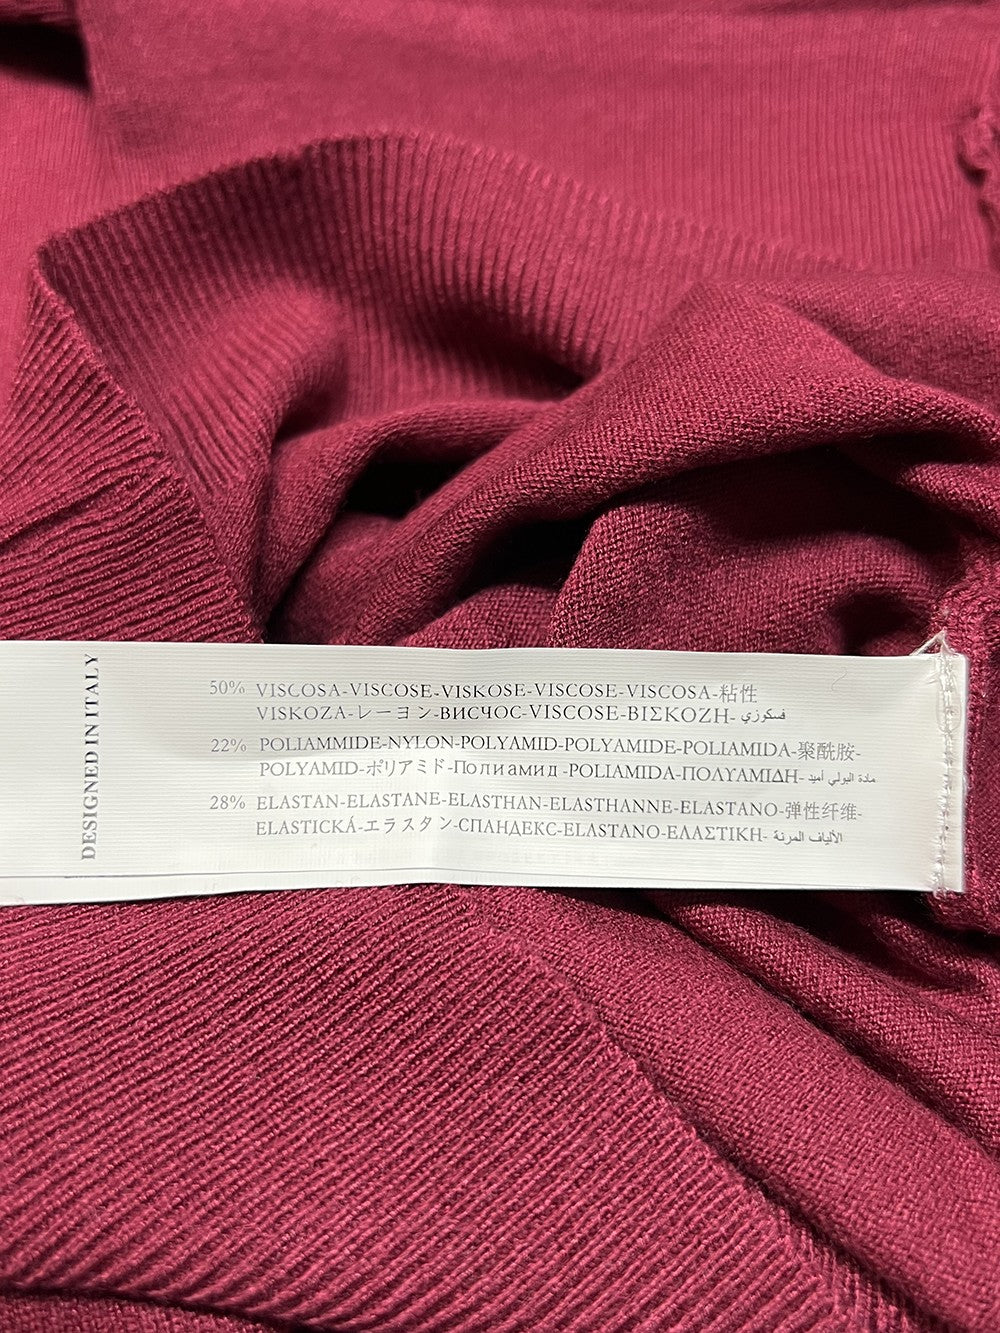 DESIGNED IN ITALY
50% VISCOSA-VISCOSE-VISKOSE-VISCOSE-VISCOSA-粘性
VISKOZA-レーヨン-ВИСЧОС-VISCOSE-ΒΙΣΚΟΖΗ- فسكوزي
22% POLIAMMIDE-NYLON-POLYAMID-POLYAMIDE-POLIAMIDA-聚酰胺-
POLYAMID-ポリアミド-Полиамид-POLIAMIDA-ΠΟΛΥΑΜΙΔΗ- مادة البولي أميد
28% ELASTAN-ELASTANE-ELASTHAN-ELASTHANNE-ELASTANO-弹性纤维-
ELASTICKÁ-エラスタン-СПАНДЕКС-ELASTANO-ΕΛΑΣΤΙΚΗ- الألياف المرنة